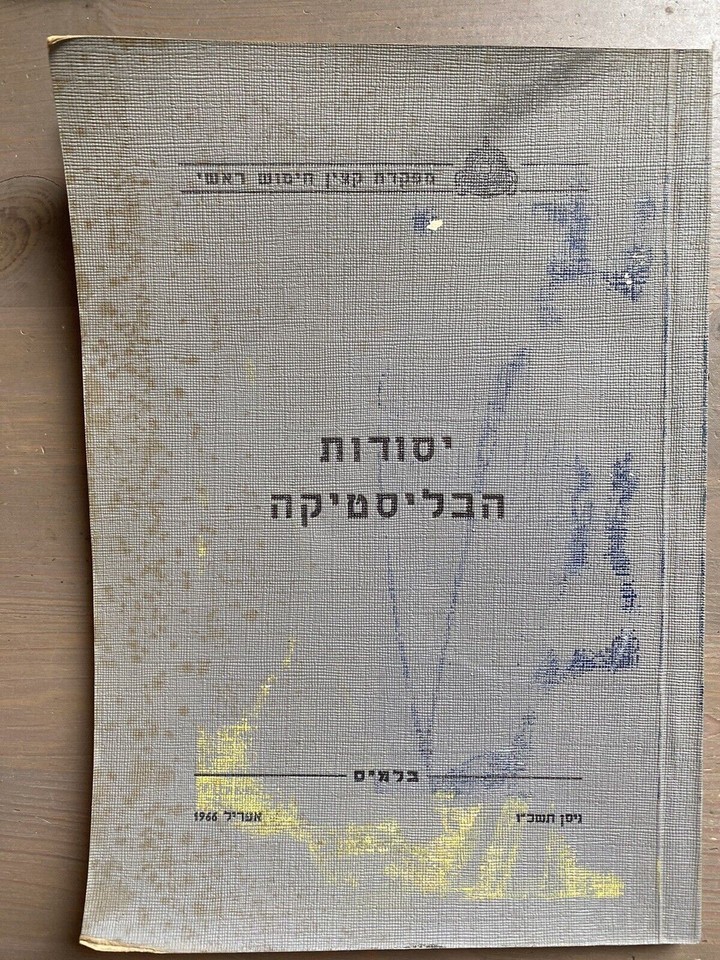 מפקדת קצין חימוש ראשי
יסודות
הבליסטיקה
בלמ״ס
ניסן תשכ״ו
אפריל 1966